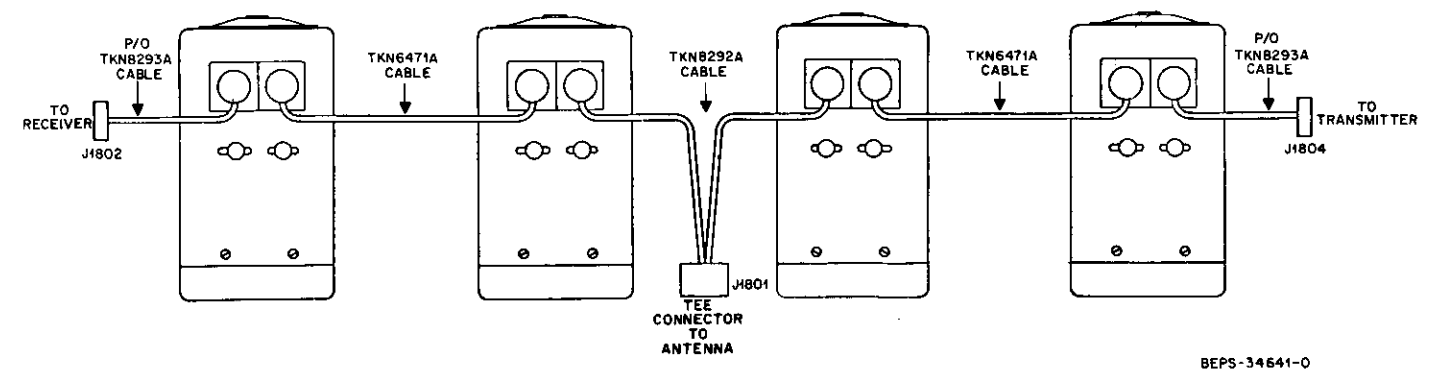 P/O
TKN8293A
CABLE
TKN6471A
CABLE
TKN8292A
CABLE
TKN6471A
CABLE
P/O
TKN8293A
CABLE
TO
RECEIVER
J1802
TO
TRANSMITTER
J1804
J1801
TEE
CONNECTOR
TO
ANTENNA
BEPS-34641-O